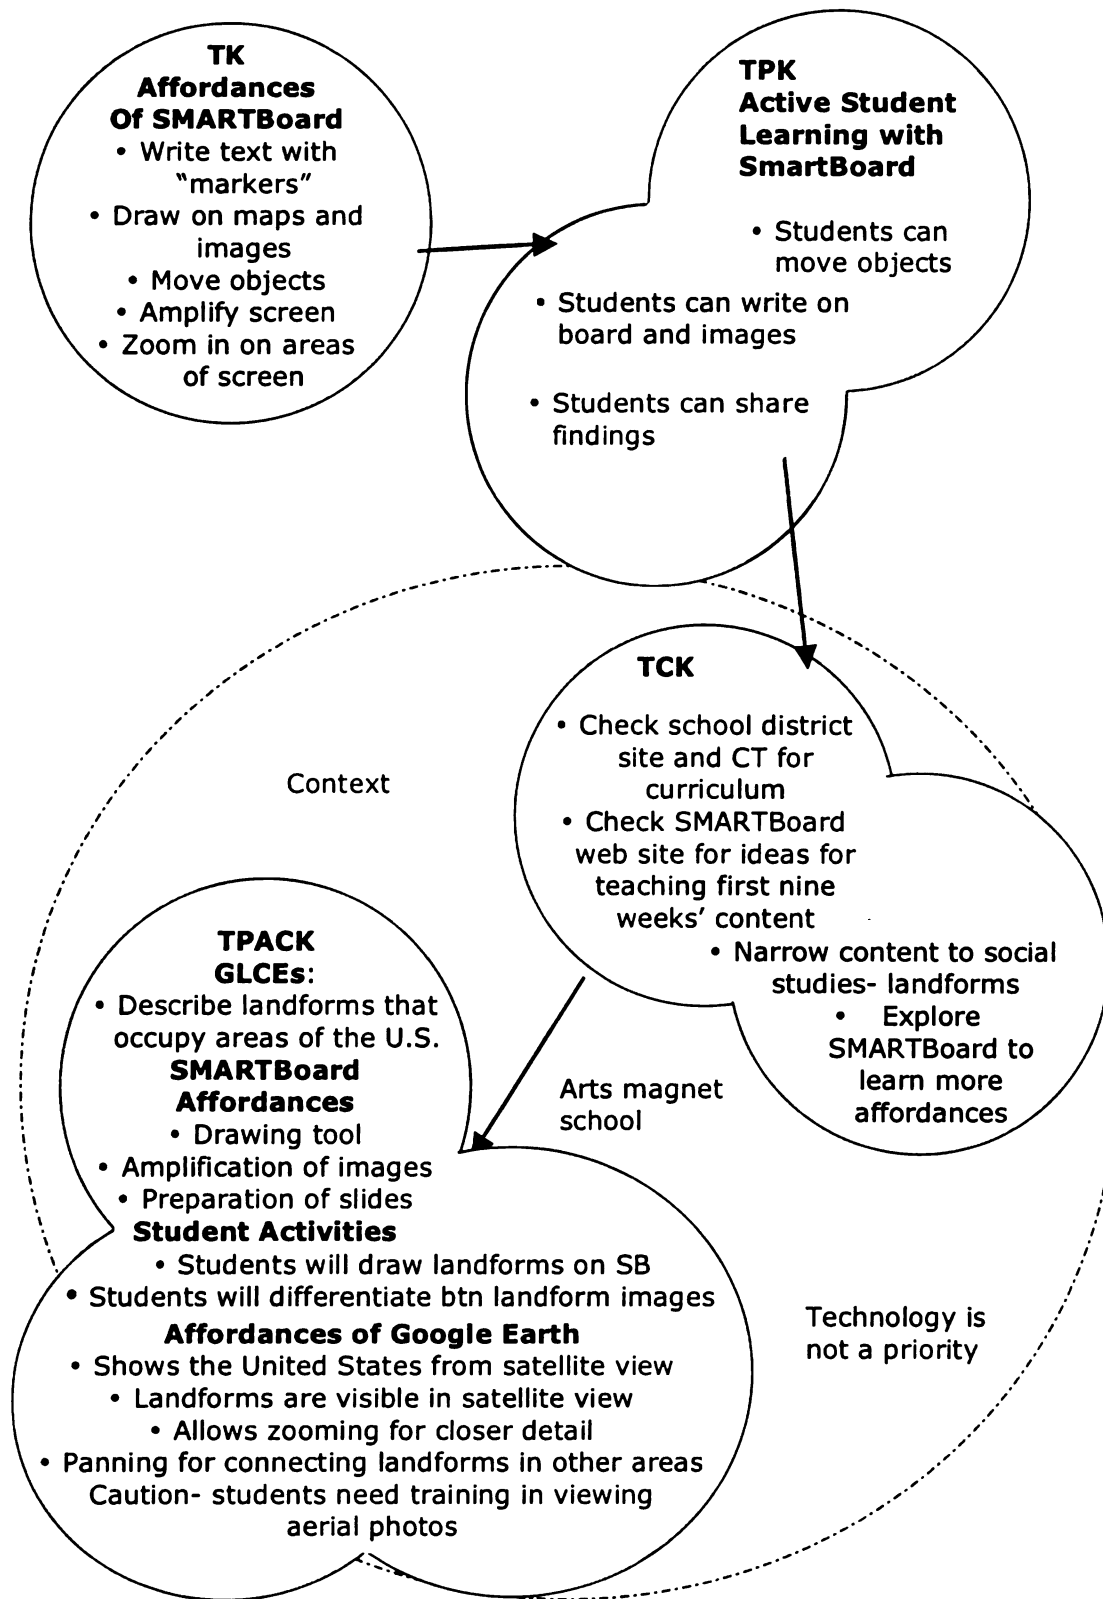 TK
Affordances
Of SMARTBoard
• Write text with
“markers”
• Draw on maps and
images
• Move objects
• Amplify screen
• Zoom in on areas
of screen
TPK
Active Student
Learning with
SmartBoard
• Students can
move objects
• Students can write on
board and images
• Students can share
findings
TCK
• Check school district
site and CT for
curriculum
• Check SMARTBoard
web site for ideas for
teaching first nine
weeks’ content
• Narrow content to social
studies- landforms
• Explore
SMARTBoard to
learn more
affordances
Context
TPACK
GLCEs:
• Describe landforms that
occupy areas of the U.S.
SMARTBoard
Affordances
• Drawing tool
• Amplification of images
• Preparation of slides
Student Activities
• Students will draw landforms on SB
• Students will differentiate btn landform images
Affordances of Google Earth
• Shows the United States from satellite view
• Landforms are visible in satellite view
• Allows zooming for closer detail
• Panning for connecting landforms in other areas
Caution- students need training in viewing
aerial photos
Arts magnet
school
Technology is
not a priority